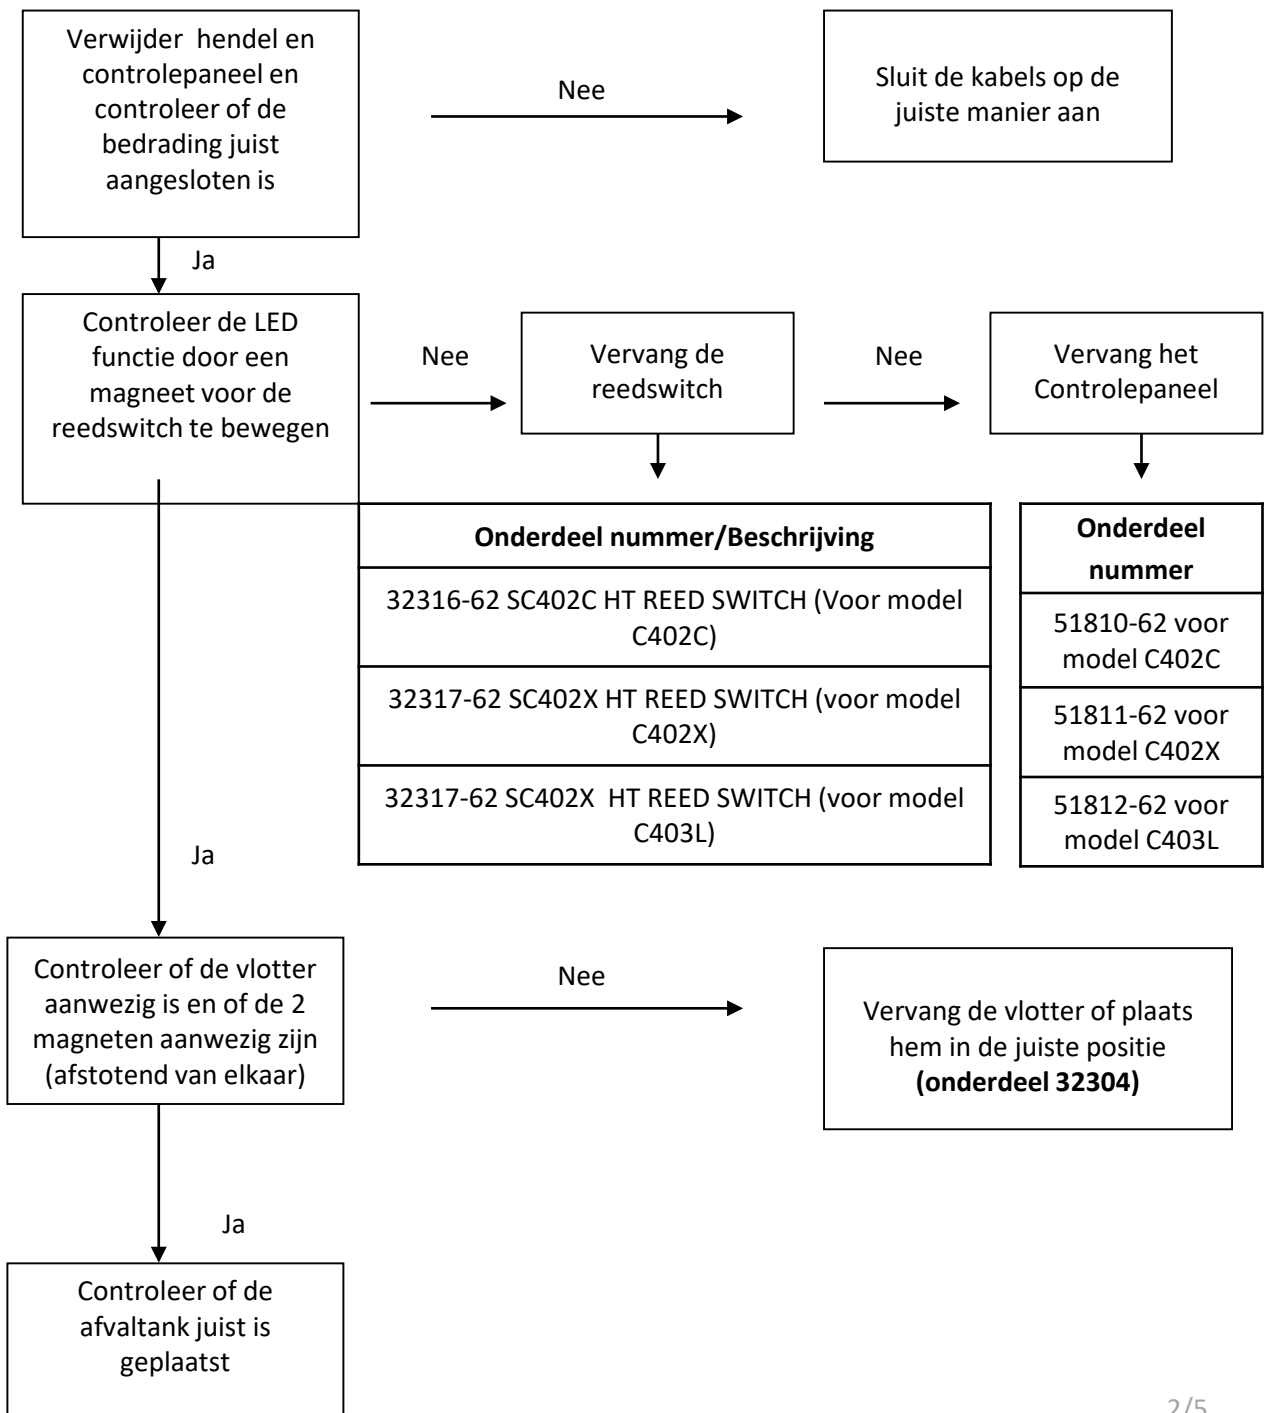 Verwijder hendel en
controlepaneel en
controleer of de
bedrading juist
aangesloten is
Nee
Sluit de kabels op de
juiste manier aan
Ja
Controleer de LED
functie door een
magneet voor de
reedswitch te bewegen
Nee
Vervang de
reedswitch
Nee
Vervang het
Controlepaneel
Onderdeel nummer/Beschrijving
32316-62 SC402C HT REED SWITCH (Voor model
C402C)
32317-62 SC402X HT REED SWITCH (voor model
C402X)
32317-62 SC402X HT REED SWITCH (voor model
C403L)
Onderdeel
nummer
51810-62 voor
model C402C
51811-62 voor
model C402X
51812-62 voor
model C403L
Ja
Controleer of de vlotter
aanwezig is en of de 2
magneten aanwezig zijn
(afstotend van elkaar)
Nee
Vervang de vlotter of plaats
hem in de juiste positie
(onderdeel 32304)
Ja
Controleer of de
afvaltank juist is
geplaatst
2/5